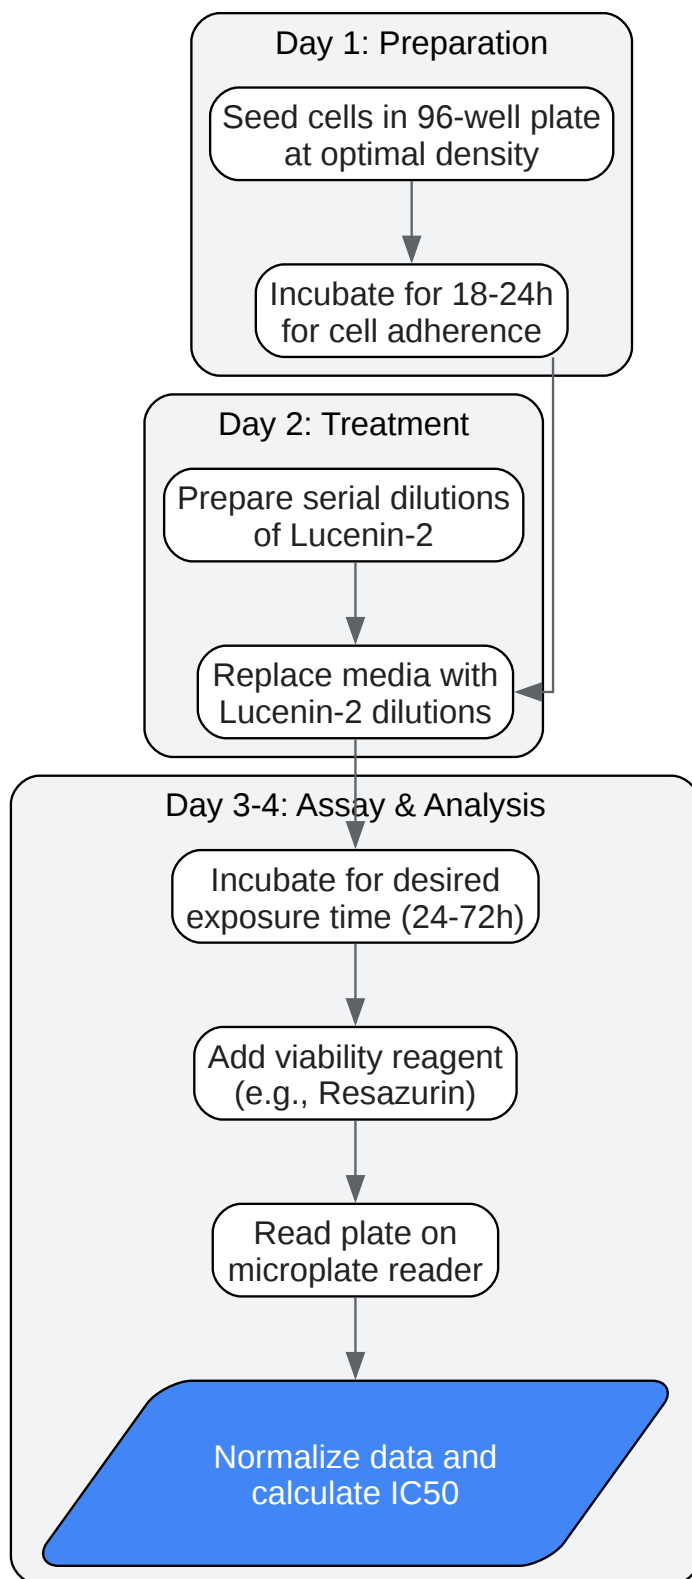 Day 1: Preparation
Seed cells in 96-well plate
at optimal density
Incubate for 18-24h
for cell adherence
Day 2: Treatment
Prepare serial dilutions
of Lucenin-2
Replace media with
Lucenin-2 dilutions
Day 3-4: Assay & Analysis
Incubate for desired
exposure time (24-72h)
Add viability reagent
(e.g., Resazurin)
Read plate on
microplate reader
Normalize data and
calculate IC50